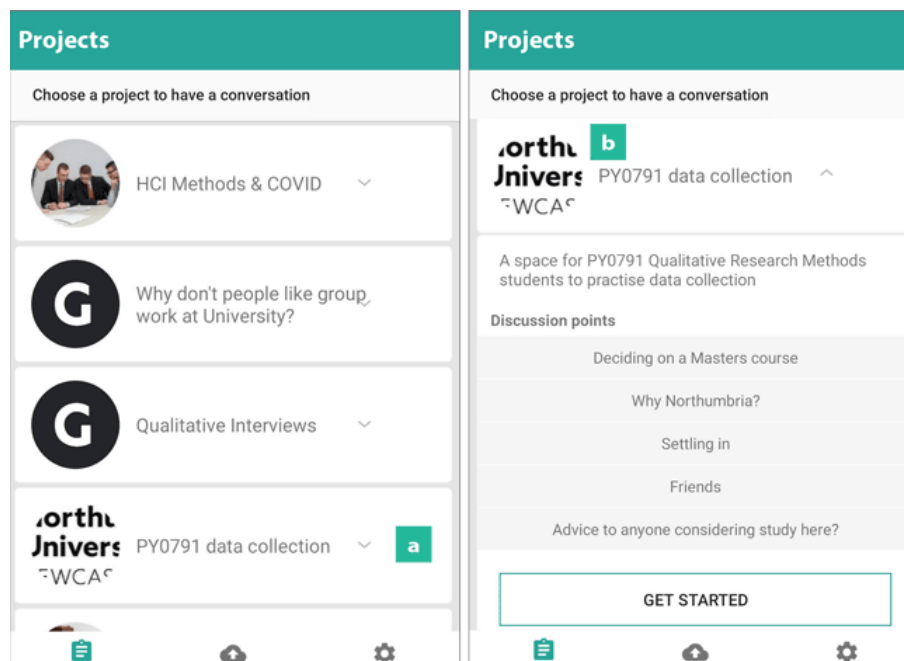 Projects
Choose a project to have a conversation
HCI Methods & COVID
G
Why don't people like group
work at University?
G
Qualitative Interviews
PY0791 data collection
a
Projects
Choose a project to have a conversation
b
PY0791 data collection
A space for PY0791 Qualitative Research Methods
students to practise data collection
Discussion points
Deciding on a Masters course
Why Northumbria?
Settling in
Friends
Advice to anyone considering study here?
GET STARTED